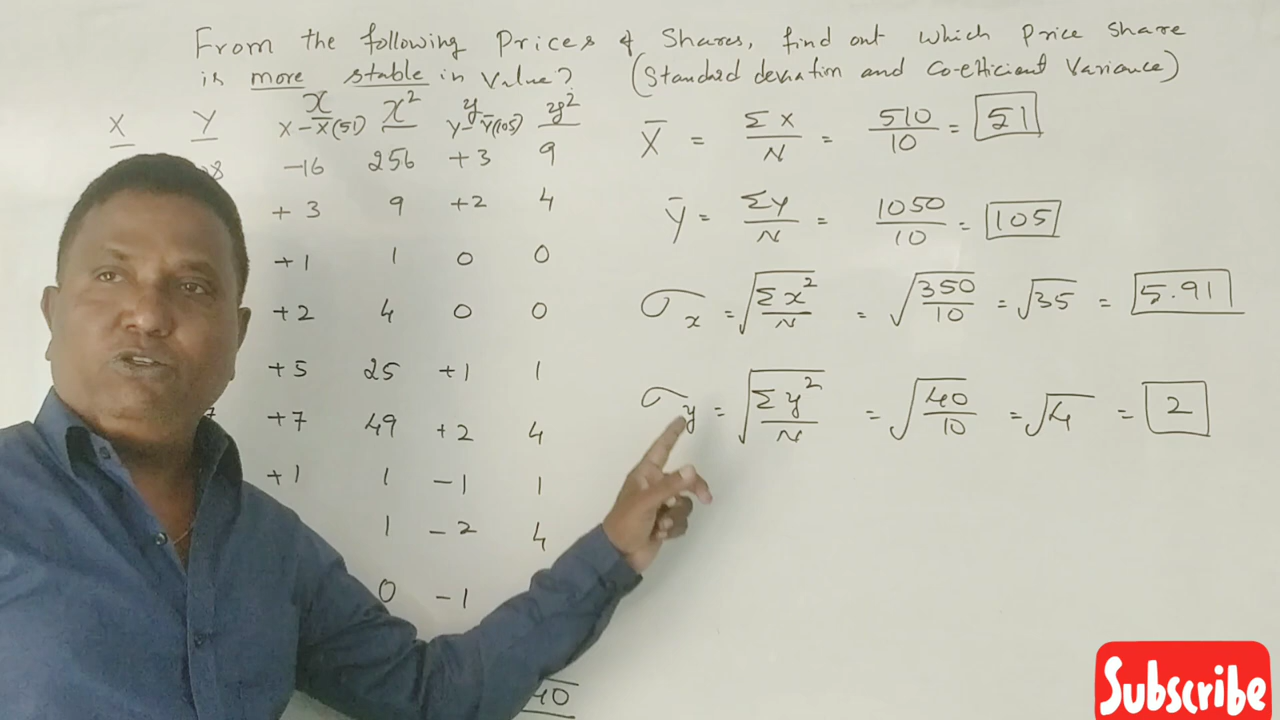 From the following Prices of Shares, find out which Price Share
is more stable in Value? (Standard deviation and Co-efficient Variance)
X Y x x² y y²
X-X̄(51) Y-Ȳ(105)
-16 256 +3 9
+3 9 +2 4
+1 1 0 0
+2 4 0 0
+5 25 +1 1
+7 49 +2 4
+1 1 -1 1
1 -2 4
0 -1
40
X̄ = ΣX/N = 510/10 = 51
Ȳ = ΣY/N = 1050/10 = 105
σx = √Σx²/N = √350/10 = √35 = 5.91
σy = √Σy²/N = √40/10 = √4 = 2
Subscribe